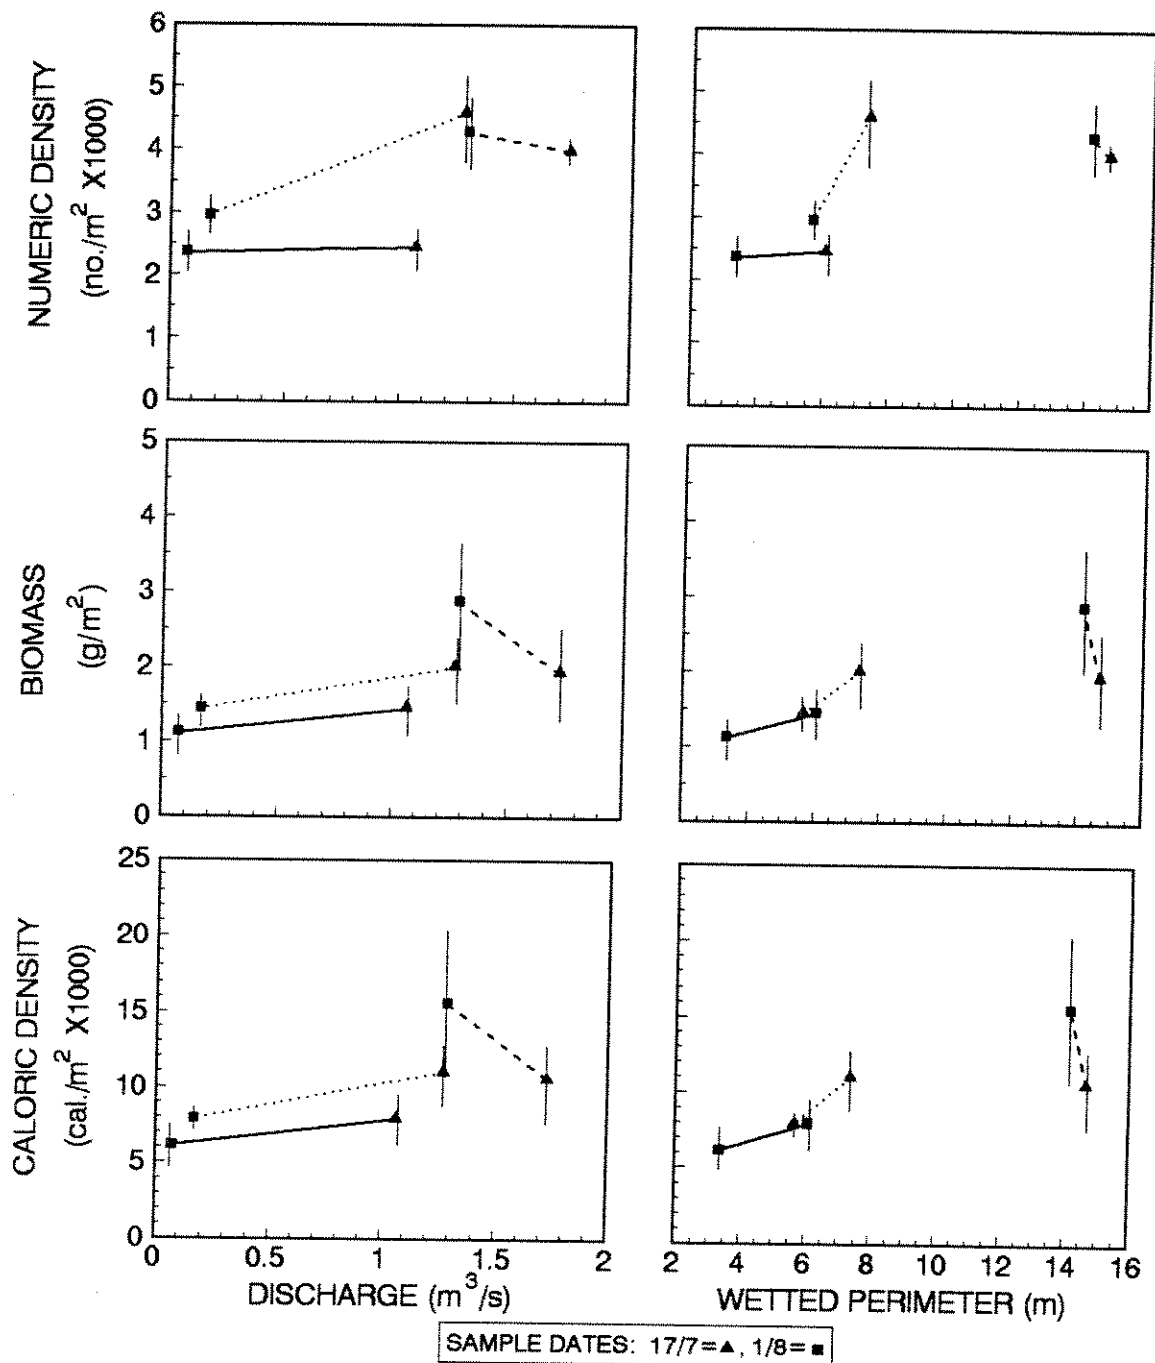 NUMERIC DENSITY
(no./m² X1000)
6
5
4
3
2
1
0
BIOMASS
(g/m²)
5
4
3
2
1
0
CALORIC DENSITY
(cal./m² X1000)
25
20
15
10
5
0
0 0.5 1 1.5 2
DISCHARGE (m³/s)
2 4 6 8 10 12 14 16
WETTED PERIMETER (m)
SAMPLE DATES: 17/7=▲, 1/8=■